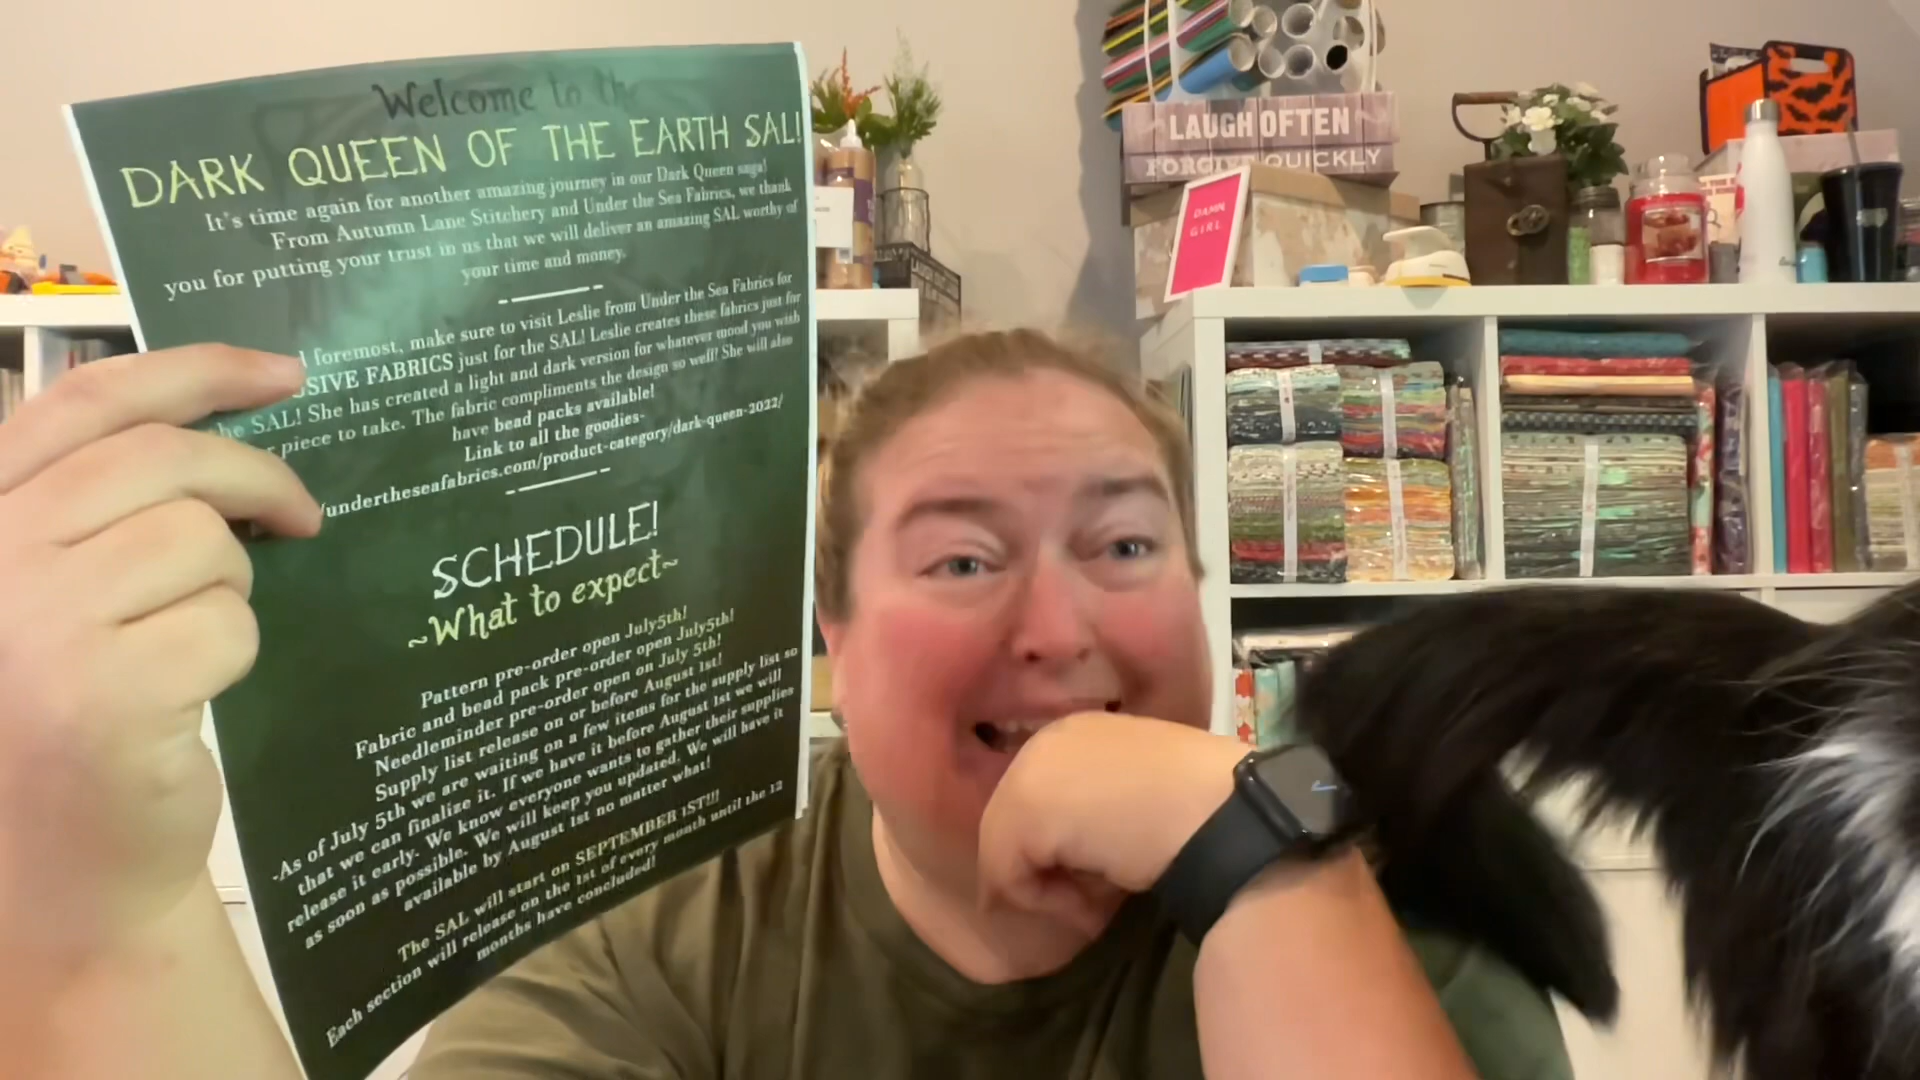 Welcome to the
DARK QUEEN OF THE EARTH SAL!
It's time again for another amazing journey in our Dark Queen saga!
From Autumn Lane Stitchery and Under the Sea Fabrics, we thank
you for putting your trust in us that we will deliver an amazing SAL worthy of
your time and money.
foremost, make sure to visit Leslie from Under the Sea Fabrics for
SIVE FABRICS just for the SAL! Leslie creates these fabrics just for
he SAL! She has created a light and dark version for whatever mood you wish
piece to take. The fabric compliments the design so well! She will also
have bead packs available!
Link to all the goodies-
/undertheseafabrics.com/product-category/dark-queen-2022/
SCHEDULE!
~What to expect~
Pattern pre-order open July5th!
Fabric and bead pack pre-order open July5th!
Needleminder pre-order open on July 5th!
Supply list release on or before August 1st!
-As of July 5th we are waiting on a few items for the supply list so
that we can finalize it. If we have it before August 1st we will
release it early. We know everyone wants to gather their supplies
as soon as possible. We will keep you updated. We will have it
available by August 1st no matter what!
The SAL will start on SEPTEMBER 1ST!!!
Each section will release on the 1st of every month until the 12
months have concluded!
LAUGH OFTEN
FORGIVE QUICKLY
DAMN
GIRL